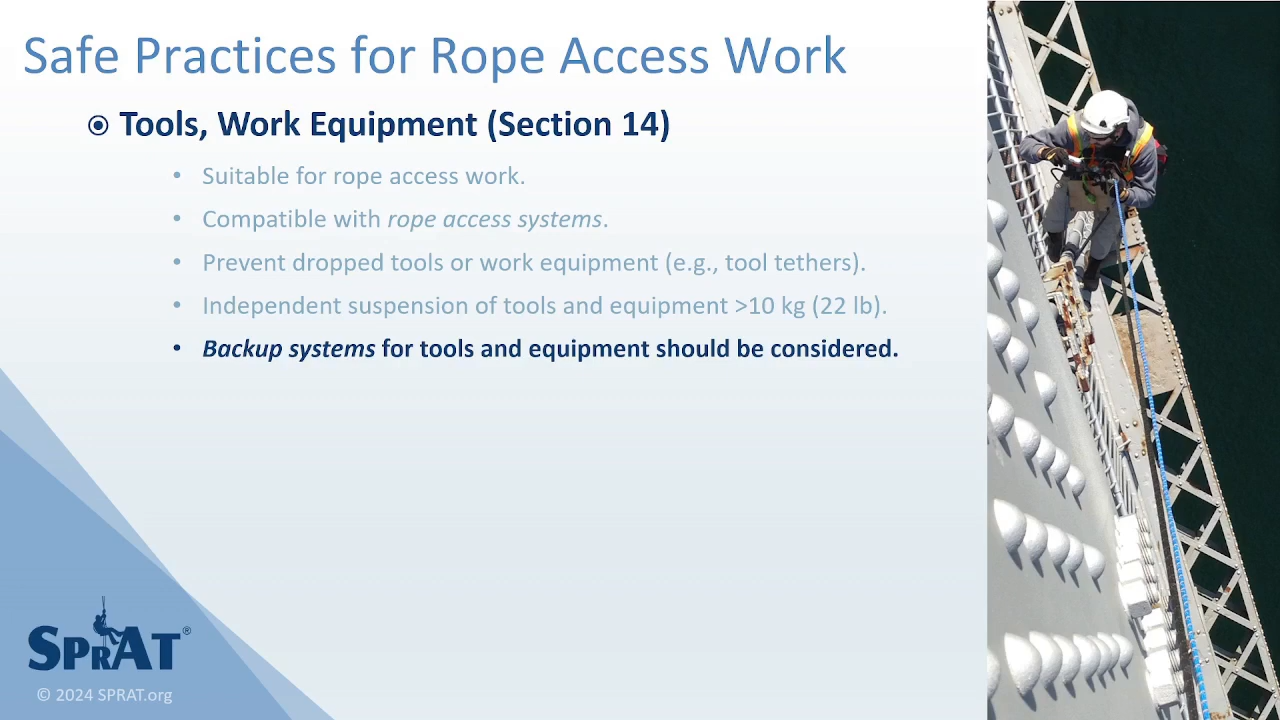 Safe Practices for Rope Access Work
Tools, Work Equipment (Section 14)
• Suitable for rope access work.
• Compatible with rope access systems.
• Prevent dropped tools or work equipment (e.g., tool tethers).
• Independent suspension of tools and equipment >10 kg (22 lb).
• Backup systems for tools and equipment should be considered.
SPRAT®
© 2024 SPRAT.org